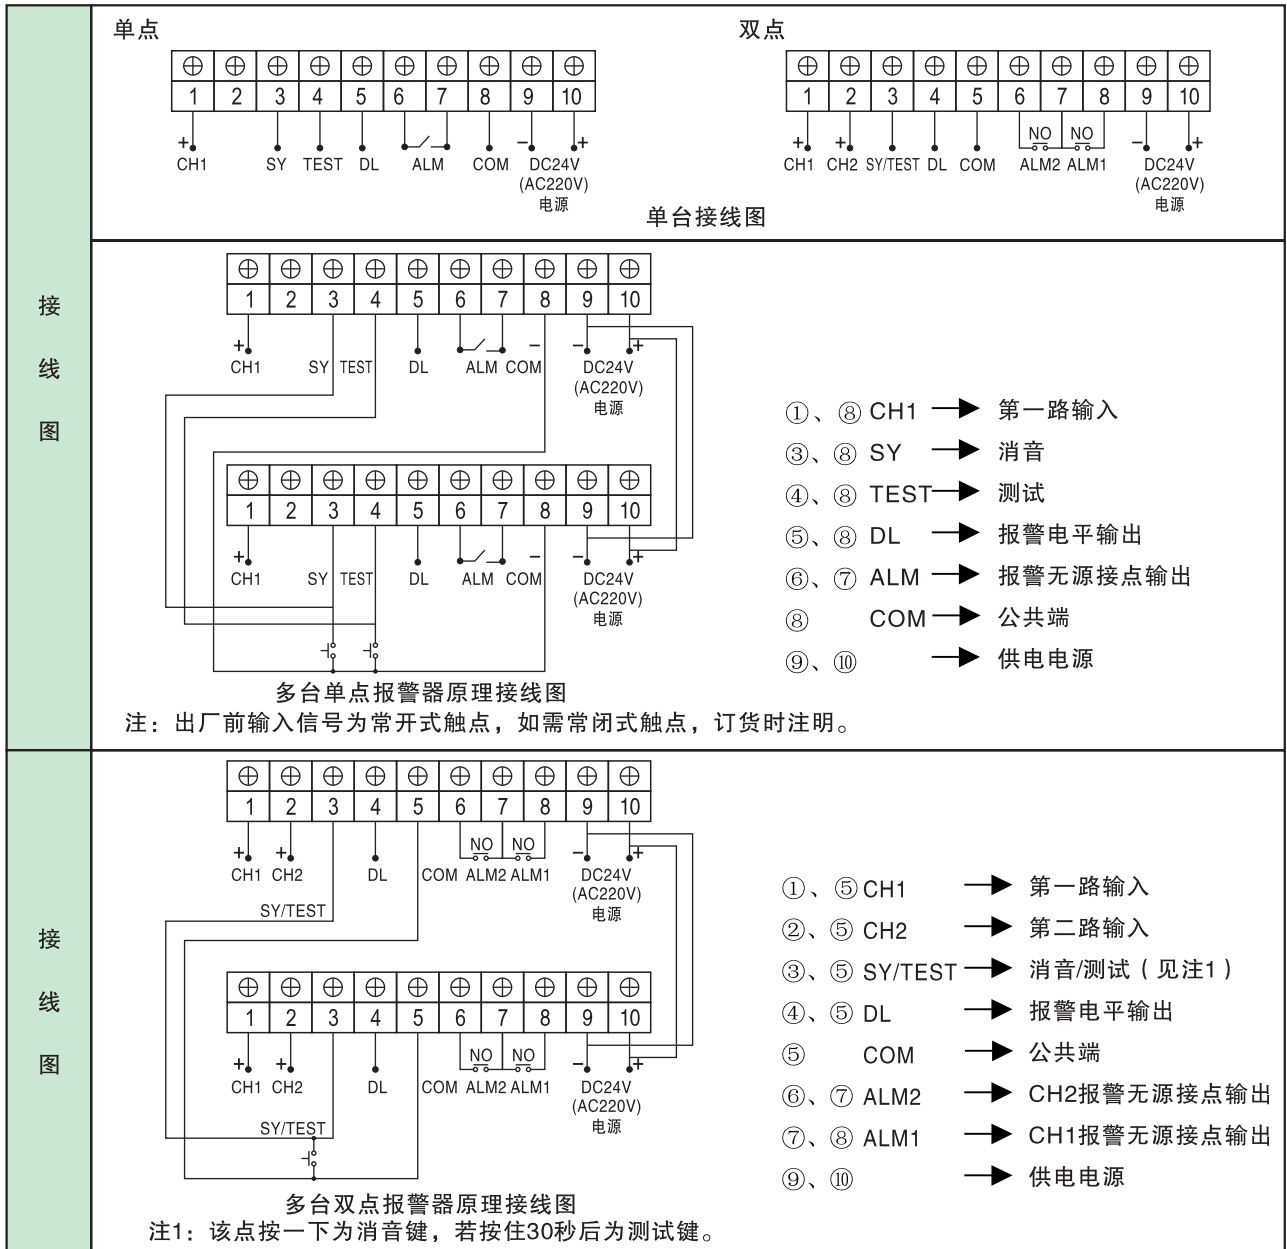 单点
双点
1 2 3 4 5 6 7 8 9 10
1 2 3 4 5 6 7 8 9 10
+ − +
CH1 SY TEST DL ALM COM DC24V
(AC220V)
电源
+ + NO NO − +
CH1 CH2 SY/TEST DL COM ALM2 ALM1 DC24V
(AC220V)
电源
单台接线图
接
线
图
1 2 3 4 5 6 7 8 9 10
+ − − +
CH1 SY TEST DL ALM COM DC24V
(AC220V)
电源
1 2 3 4 5 6 7 8 9 10
+ − − +
CH1 SY TEST DL ALM COM DC24V
(AC220V)
电源
①、⑧ CH1 第一路输入
③、⑧ SY 消音
④、⑧ TEST 测试
⑤、⑧ DL 报警电平输出
⑥、⑦ ALM 报警无源接点输出
⑧ COM 公共端
⑨、⑩ 供电电源
多台单点报警器原理接线图
注：出厂前输入信号为常开式触点，如需常闭式触点，订货时注明。
接
线
图
1 2 3 4 5 6 7 8 9 10
+ + NO NO − +
CH1 CH2 DL COM ALM2 ALM1 DC24V
(AC220V)
电源
SY/TEST
1 2 3 4 5 6 7 8 9 10
+ + NO NO − +
CH1 CH2 DL COM ALM2 ALM1 DC24V
(AC220V)
电源
SY/TEST
①、⑤ CH1 第一路输入
②、⑤ CH2 第二路输入
③、⑤ SY/TEST 消音/测试（见注1）
④、⑤ DL 报警电平输出
⑤ COM 公共端
⑥、⑦ ALM2 CH2报警无源接点输出
⑦、⑧ ALM1 CH1报警无源接点输出
⑨、⑩ 供电电源
多台双点报警器原理接线图
注1：该点按一下为消音键，若按住30秒后为测试键。